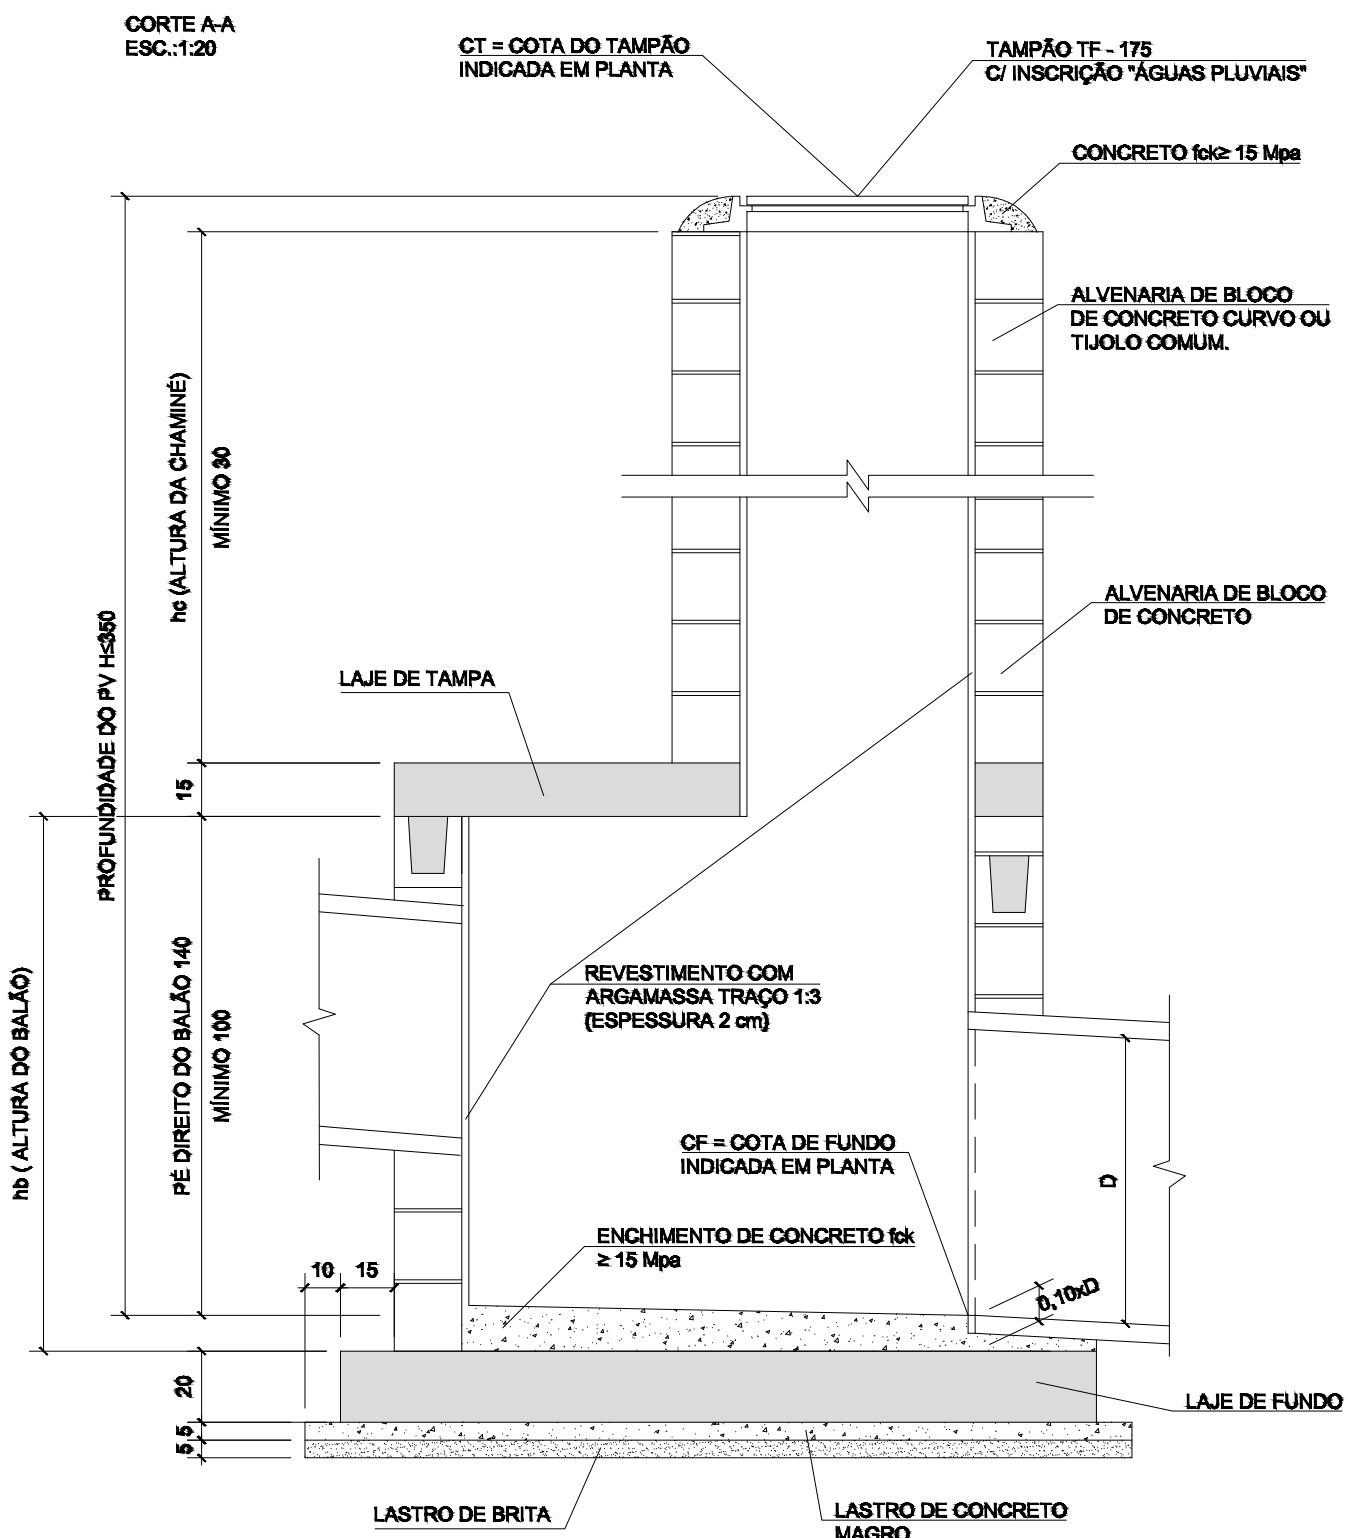 CORTE A-A
ESC.:1:20
CT = COTA DO TAMPÃO
INDICADA EM PLANTA
TAMPÃO TF - 175
C/ INSCRIÇÃO "ÁGUAS PLUVIAIS"
CONCRETO fck≥ 15 Mpa
ALVENARIA DE BLOCO
DE CONCRETO CURVO OU
TIJOLO COMUM.
hc (ALTURA DA CHAMINÉ)
MÍNIMO 30
ALVENARIA DE BLOCO
DE CONCRETO
PROFUNDIDADE DO PV H≤350
LAJE DE TAMPA
15
hb ( ALTURA DO BALÃO)
PÉ DIREITO DO BALÃO 140
MÍNIMO 100
REVESTIMENTO COM
ARGAMASSA TRAÇO 1:3
(ESPESSURA 2 cm)
CF = COTA DE FUNDO
INDICADA EM PLANTA
D
ENCHIMENTO DE CONCRETO fck
≥ 15 Mpa
10
15
0,10xD
20
LAJE DE FUNDO
5
5
LASTRO DE BRITA
LASTRO DE CONCRETO
MAGRO